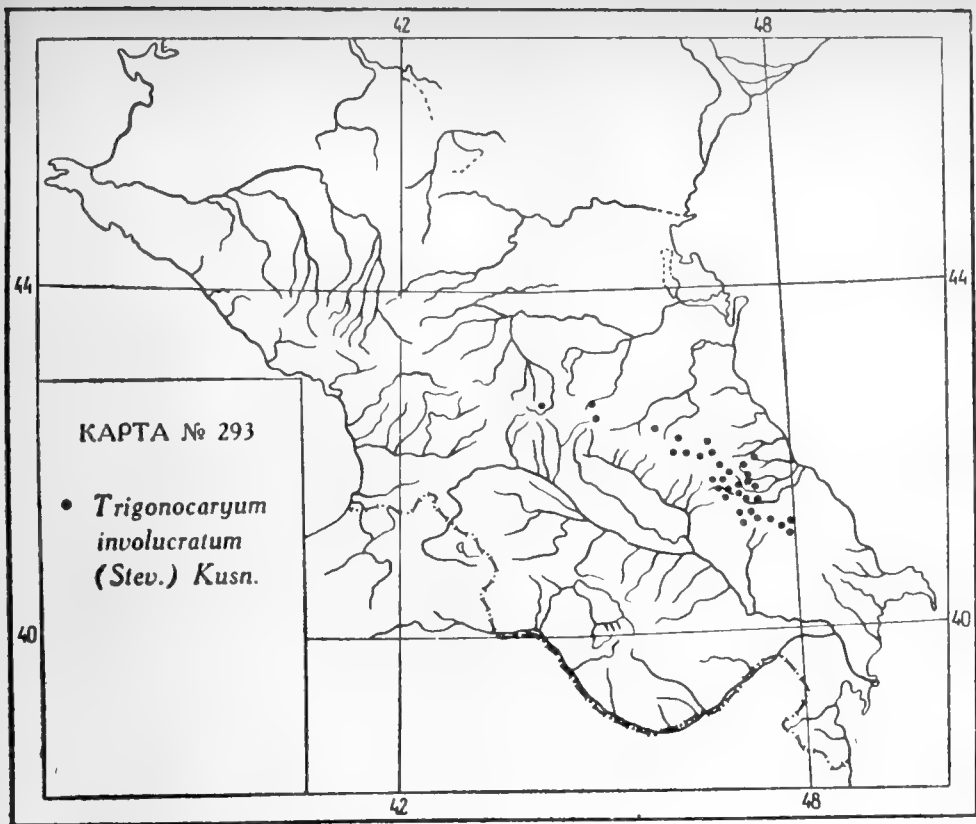 42 48
44 44
КАРТА № 293
• Trigonocaryum
involucratum
(Stev.) Kusn.
40 40
42 48